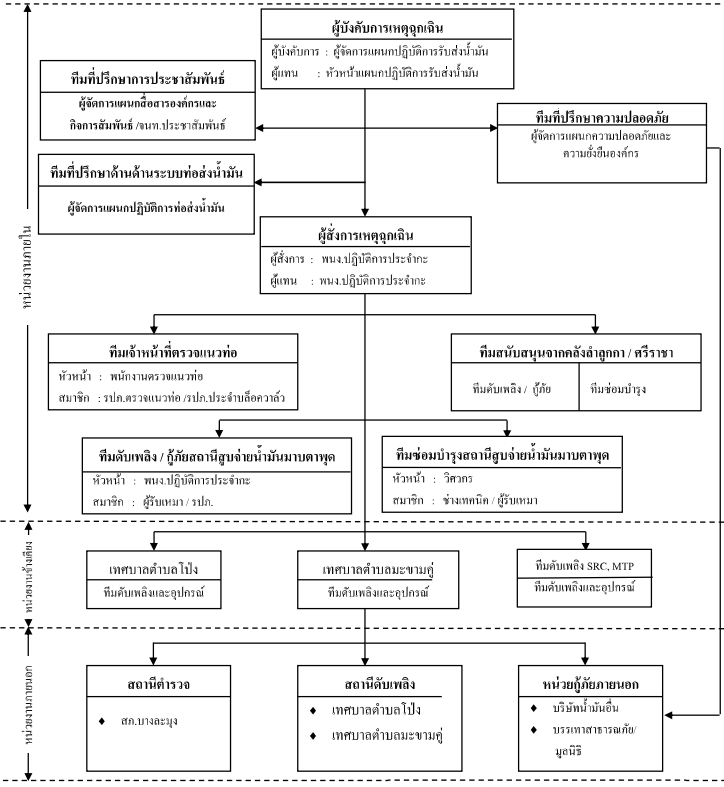 ผู้บังคับการเหตุฉุกเฉิน
ผู้บังคับการ : ผู้จัดการแผนกปฏิบัติการรับส่งน้ำมัน
ผู้แทน : หัวหน้าแผนกปฏิบัติการรับส่งน้ำมัน
ทีมที่ปรึกษาการประชาสัมพันธ์
ผู้จัดการแผนกสื่อสารองค์กรและ
กิจการสัมพันธ์ /จนท.ประชาสัมพันธ์
ทีมที่ปรึกษาความปลอดภัย
ผู้จัดการแผนกความปลอดภัยและ
ความยั่งยืนองค์กร
ทีมที่ปรึกษาด้านด้านระบบท่อส่งน้ำมัน
ผู้จัดการแผนกปฏิบัติการท่อส่งน้ำมัน
ผู้สั่งการเหตุฉุกเฉิน
ผู้สั่งการ : พนง.ปฏิบัติการประจำกะ
ผู้แทน : พนง.ปฏิบัติการประจำกะ
หน่วยงานภายใน
ทีมเจ้าหน้าที่ตรวจแนวท่อ
หัวหน้า : พนักงานตรวจแนวท่อ
สมาชิก : รปภ.ตรวจแนวท่อ /รปภ.ประจำบล็อควาล์ว
ทีมสนับสนุนจากคลังลำลูกกา / ศรีราชา
ทีมดับเพลิง / กู้ภัย
ทีมซ่อมบำรุง
ทีมดับเพลิง / กู้ภัยสถานีสูบจ่ายน้ำมันมาบตาพุด
หัวหน้า : พนง.ปฏิบัติการประจำกะ
สมาชิก : ผู้รับเหมา / รปภ.
ทีมซ่อมบำรุงสถานีสูบจ่ายน้ำมันมาบตาพุด
หัวหน้า : วิศวกร
สมาชิก : ช่างเทคนิค / ผู้รับเหมา
หน่วยงานข้างเคียง
เทศบาลตำบลโป่ง
ทีมดับเพลิงและอุปกรณ์
เทศบาลตำบลมะขามคู่
ทีมดับเพลิงและอุปกรณ์
ทีมดับเพลิง SRC, MTP
ทีมดับเพลิงและอุปกรณ์
หน่วยงานภายนอก
สถานีตำรวจ
♦ สภ.บางละมุง
สถานีดับเพลิง
♦ เทศบาลตำบลโป่ง
♦ เทศบาลตำบลมะขามคู่
หน่วยกู้ภัยภายนอก
♦ บริษัทน้ำมันอื่น
♦ บรรเทาสาธารณภัย/
มูลนิธิ